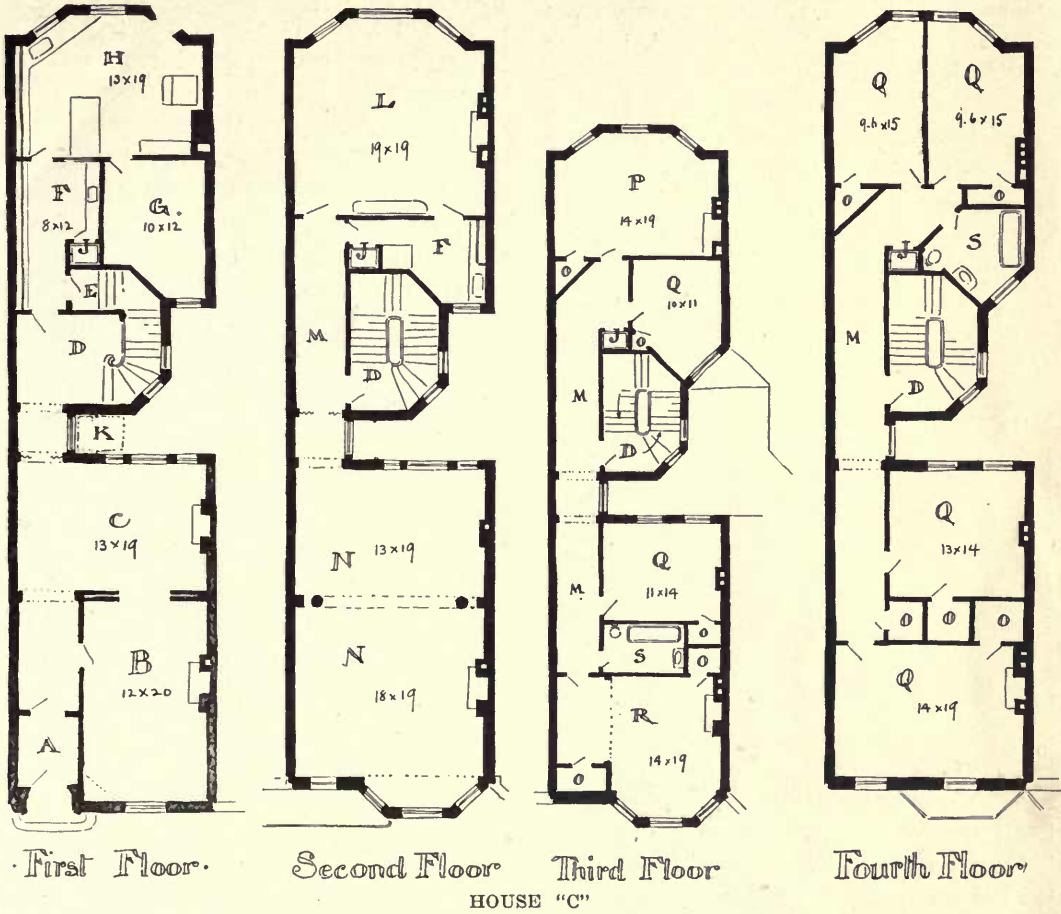 H
13×19
F
8×12
G.
10×12
J
E
D
K
C
13×19
B
12×20
A
·First Floor·
L
19×19
J
F
M
D
N 13×19
N
18×19
Second Floor
P
14×19
O
Q
10×11
J
O
M
D
M
Q
11×14
O
S
O
R
14×19
O
Third Floor
Q
9.6×15
Q
9.6×15
O
O
S
J
M
D
Q
13×14
O
O
O
Q
14×19
Fourth Floor
HOUSE "C"